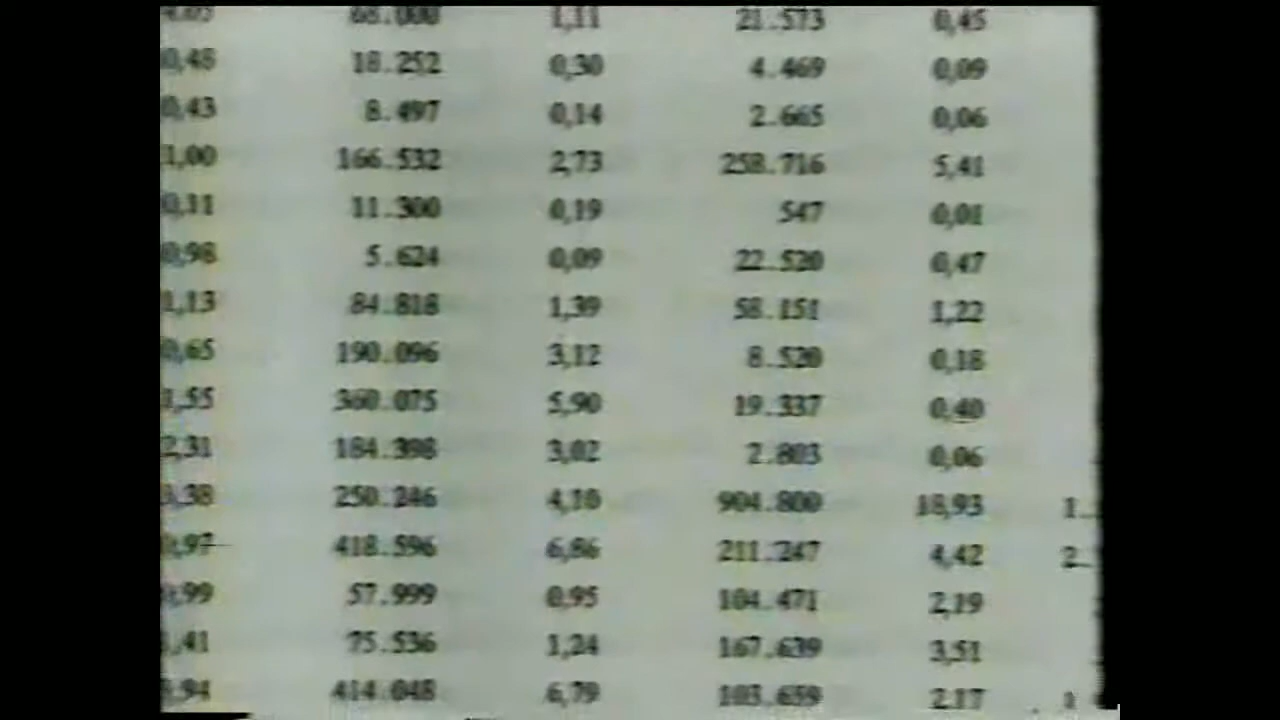 68.000 1,11 21.573 0,45
0,48 18.252 0,30 4.469 0,09
0,43 8.497 0,14 2.665 0,06
1,00 166.532 2,73 258.716 5,41
0,11 11.300 0,19 547 0,01
0,98 5.624 0,09 22.520 0,47
1,13 84.818 1,39 58.151 1,22
0,65 190.096 3,12 8.520 0,18
1,55 360.075 5,90 19.337 0,40
2,31 184.398 3,02 2.803 0,06
3,38 250.246 4,10 904.800 18,93
418.596 6,86 211.247 4,42
57.999 0,95 104.471 2,19
75.536 1,24 167.639 3,51
414.048 6,79 103.659 2,17